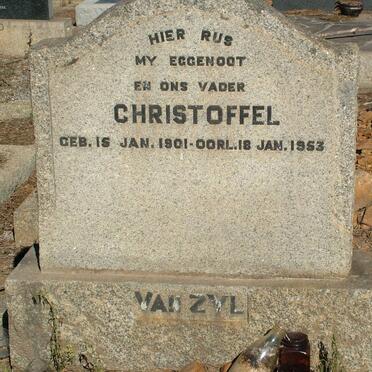 HIER RUS
MY EGGENOOT
EN ONS VADER
CHRISTOFFEL
GEB. 15 JAN. 1901 - OORL. 18 JAN. 1953
VAN ZYL